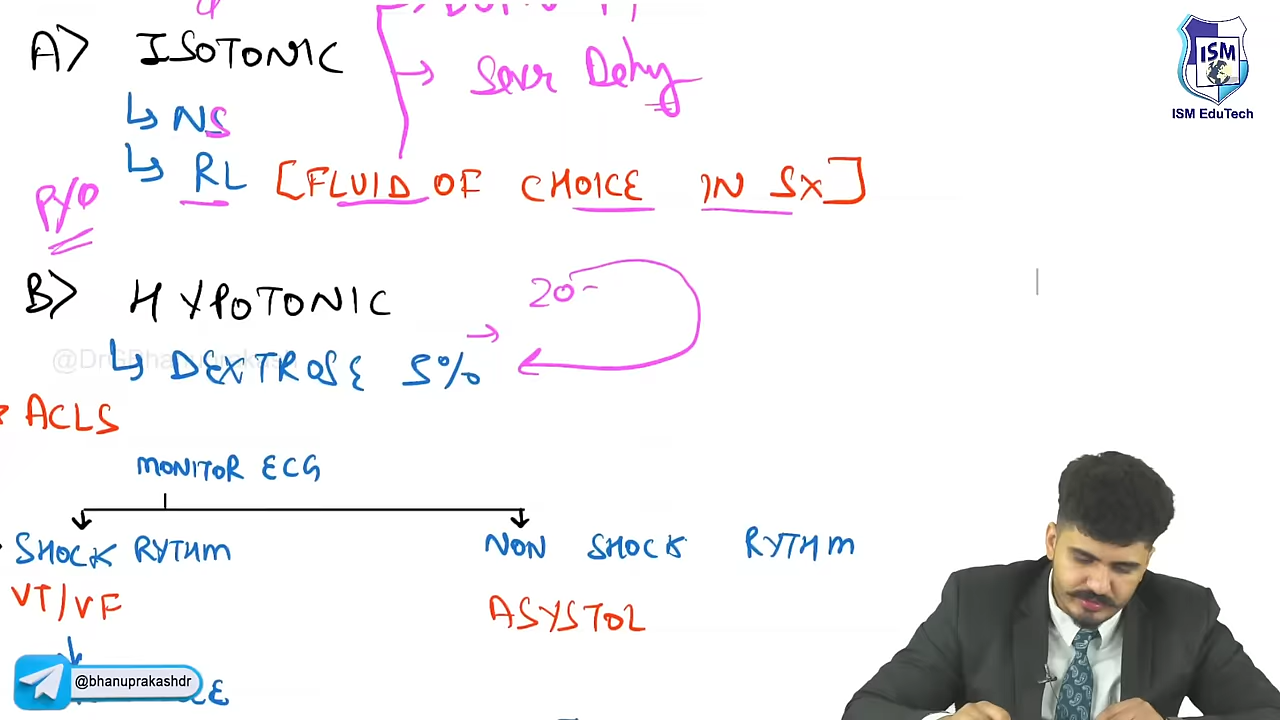 A> ISOTONIC
→ Sever Dehy
↳ NS
↳ RL [FLUID OF CHOICE IN SX]
P/O
B> HYPOTONIC
20
→
↳ DEXTROSE 5%
@DrGBhanuprakash
ACLS
MONITOR ECG
SHOCK RYTHM
NON SHOCK RYTHM
VT/VF
ASYSTOL
@bhanuprakashdr
ISM
ISM EduTech